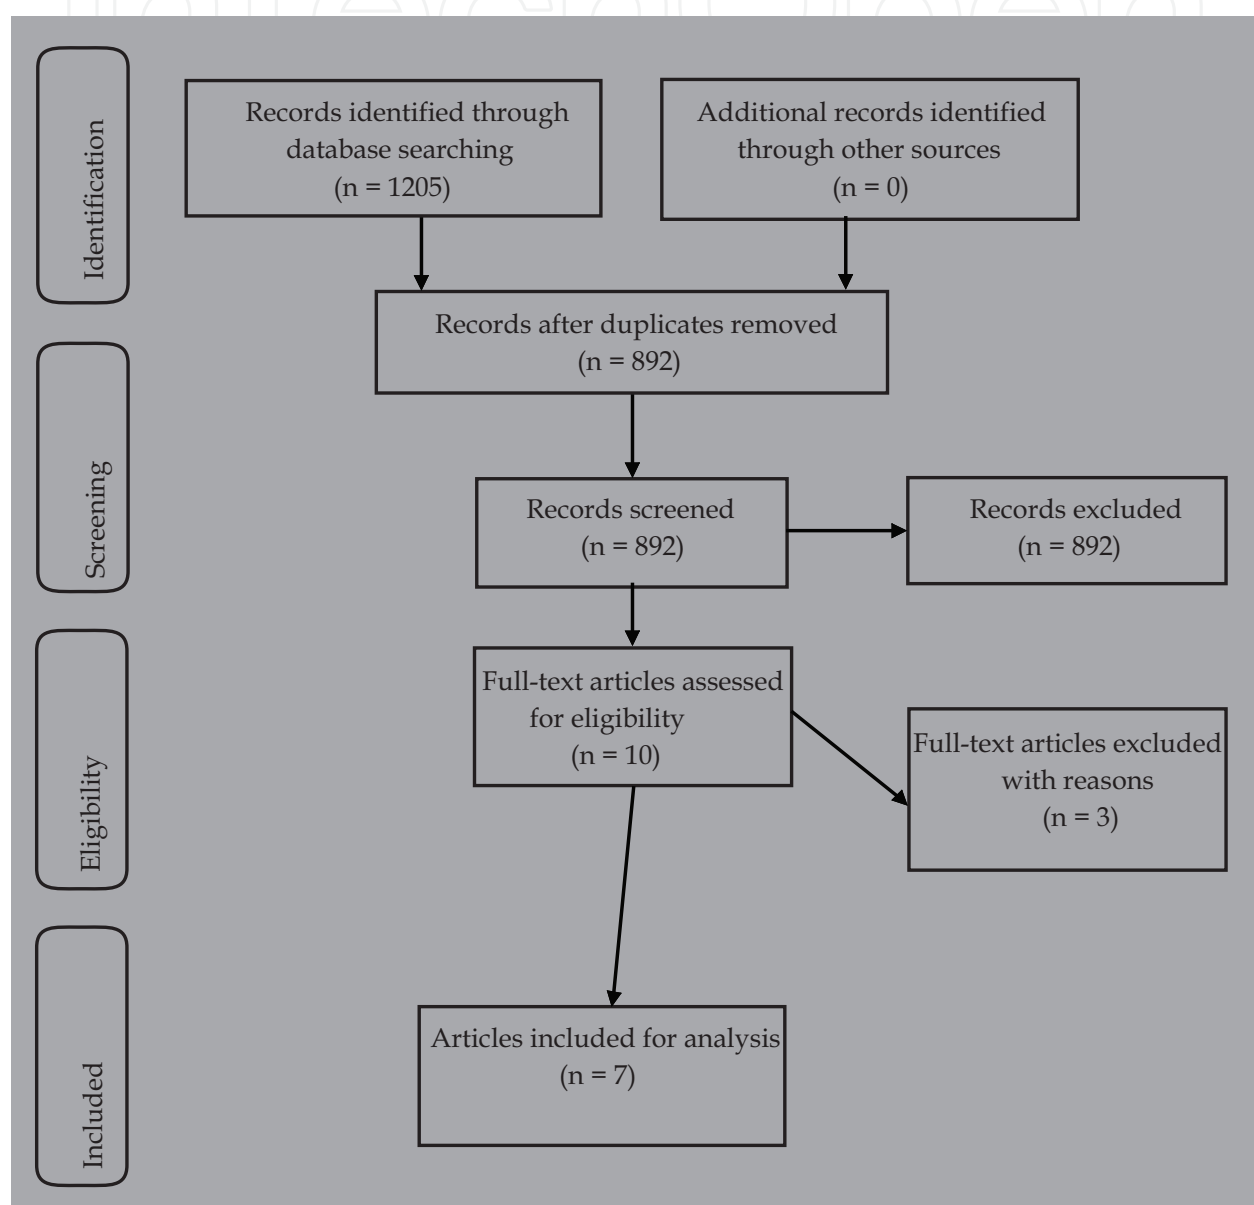 Identification
Records identified through
database searching
(n = 1205)
Additional records identified
through other sources
(n = 0)
Records after duplicates removed
(n = 892)
Screening
Records screened
(n = 892)
Records excluded
(n = 892)
Eligibility
Full-text articles assessed
for eligibility
(n = 10)
Full-text articles excluded
with reasons
(n = 3)
Included
Articles included for analysis
(n = 7)